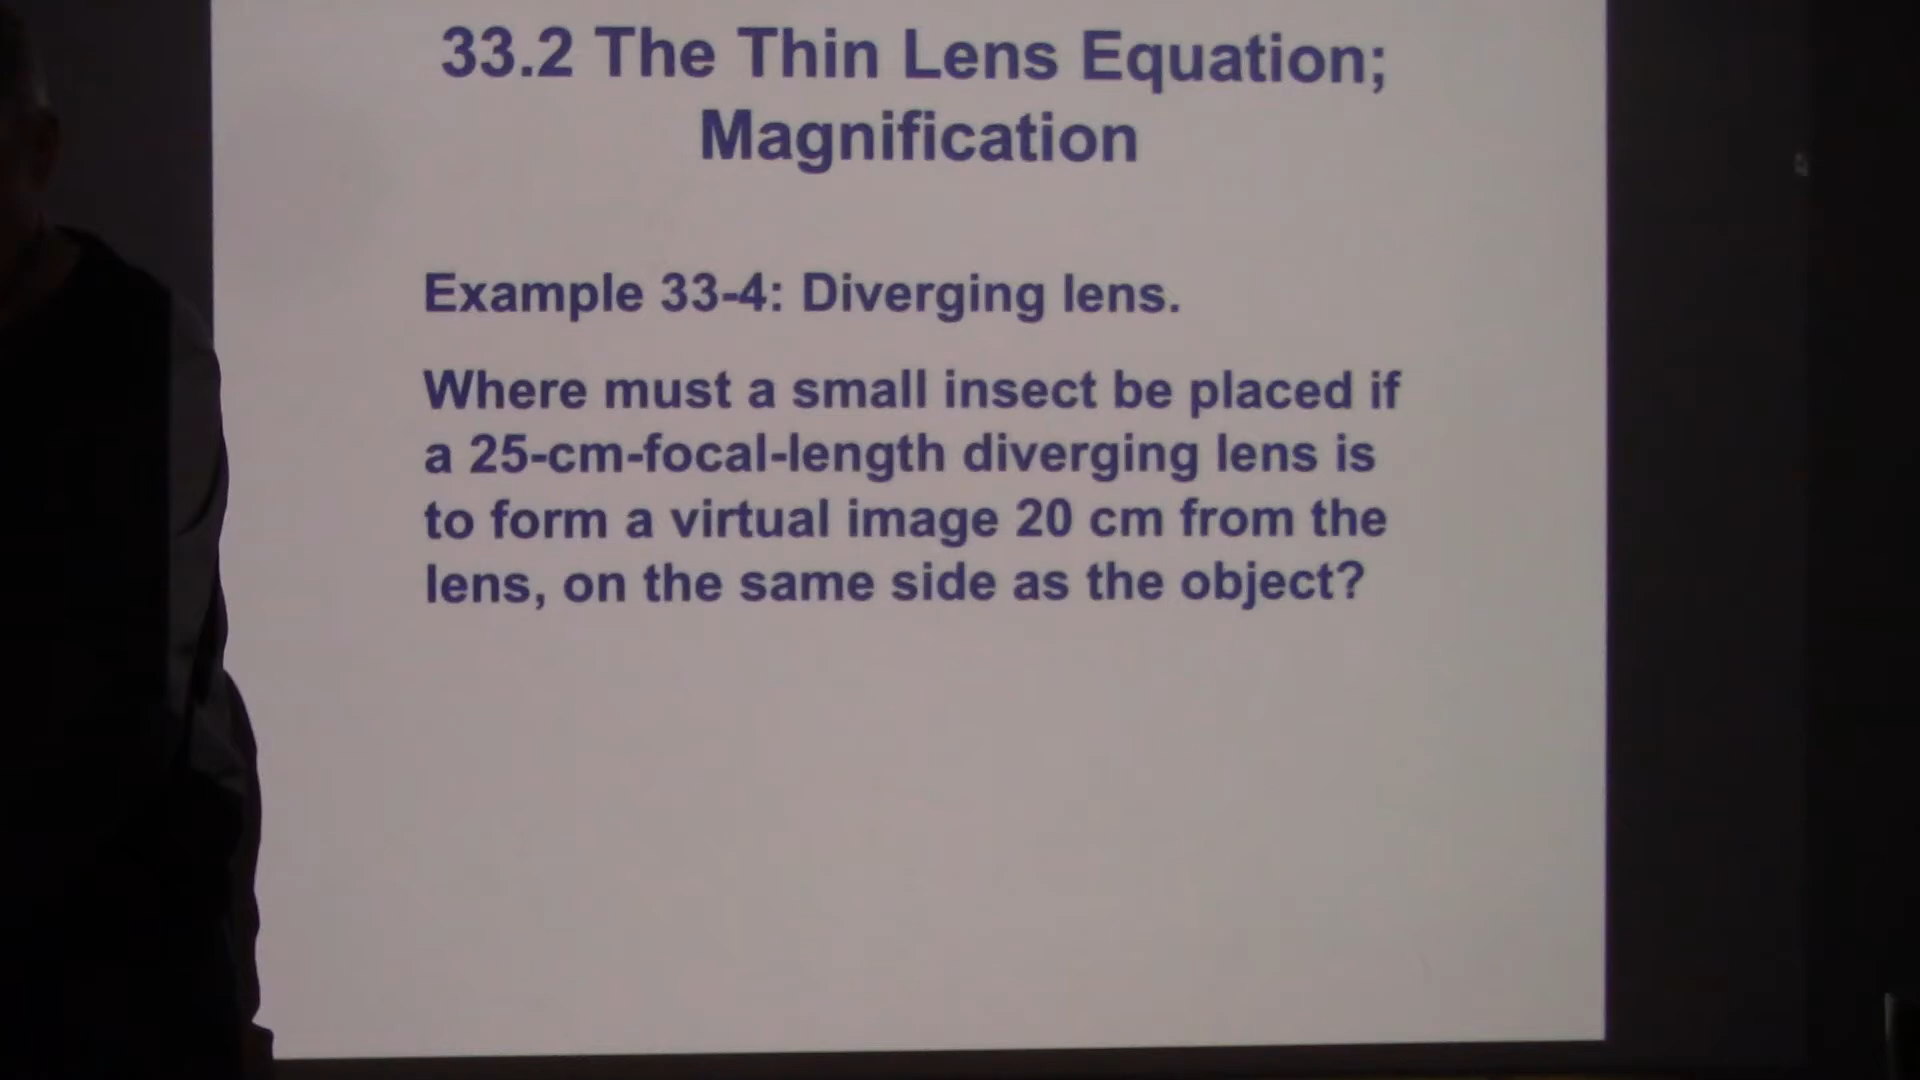 33.2 The Thin Lens Equation;
Magnification
Example 33-4: Diverging lens.
Where must a small insect be placed if
a 25-cm-focal-length diverging lens is
to form a virtual image 20 cm from the
lens, on the same side as the object?